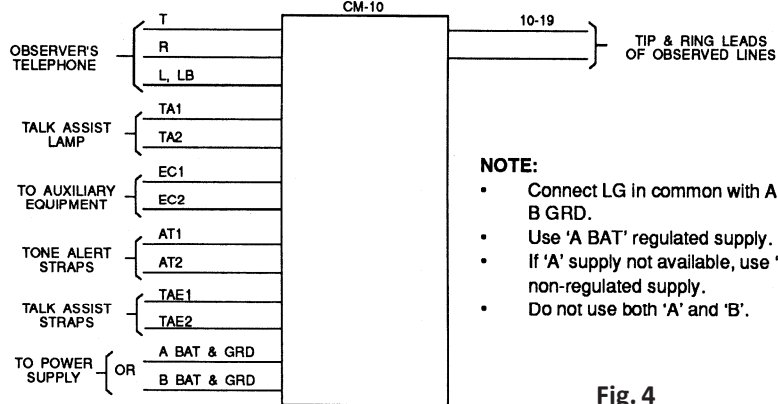 CM-10
T
R
L, LB
OBSERVER'S
TELEPHONE
TA1
TA2
TALK ASSIST
LAMP
EC1
EC2
TO AUXILIARY
EQUIPMENT
AT1
AT2
TONE ALERT
STRAPS
TAE1
TAE2
TALK ASSIST
STRAPS
A BAT & GRD
B BAT & GRD
TO POWER
SUPPLY
OR
10-19
TIP & RING LEADS
OF OBSERVED LINES
NOTE:
• Connect LG in common with A
B GRD.
• Use 'A BAT' regulated supply.
• If 'A' supply not available, use '
non-regulated supply.
• Do not use both 'A' and 'B'.
Fig. 4